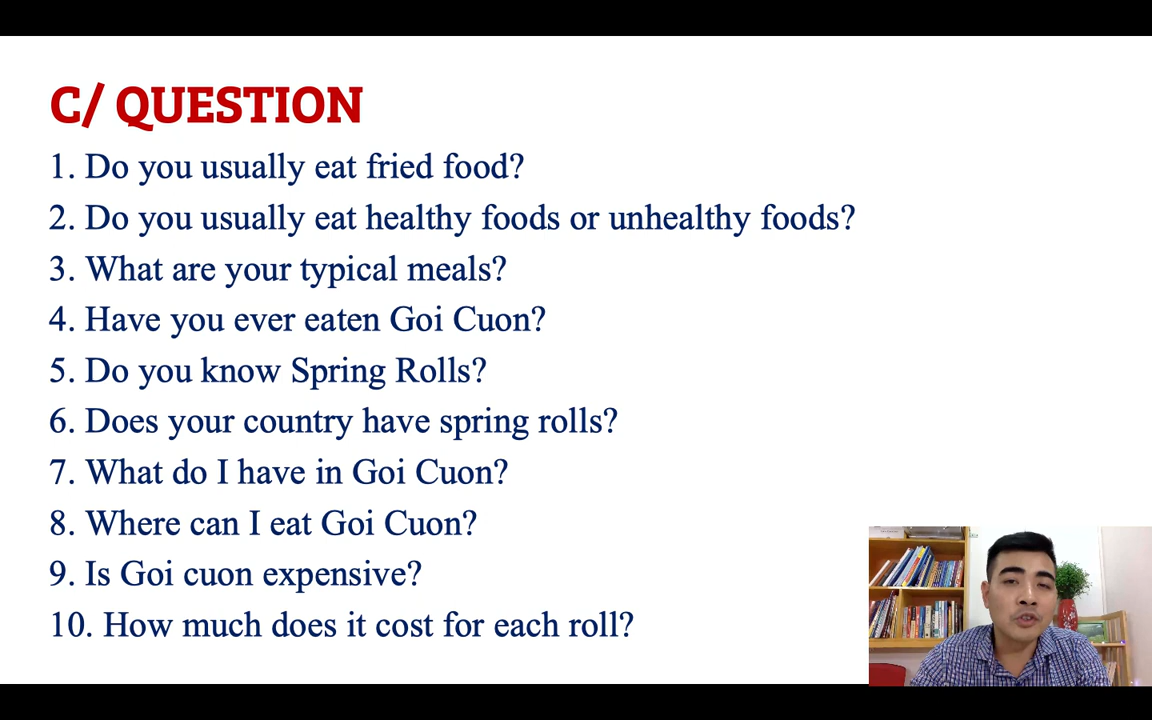 C/ QUESTION
1. Do you usually eat fried food?
2. Do you usually eat healthy foods or unhealthy foods?
3. What are your typical meals?
4. Have you ever eaten Goi Cuon?
5. Do you know Spring Rolls?
6. Does your country have spring rolls?
7. What do I have in Goi Cuon?
8. Where can I eat Goi Cuon?
9. Is Goi cuon expensive?
10. How much does it cost for each roll?